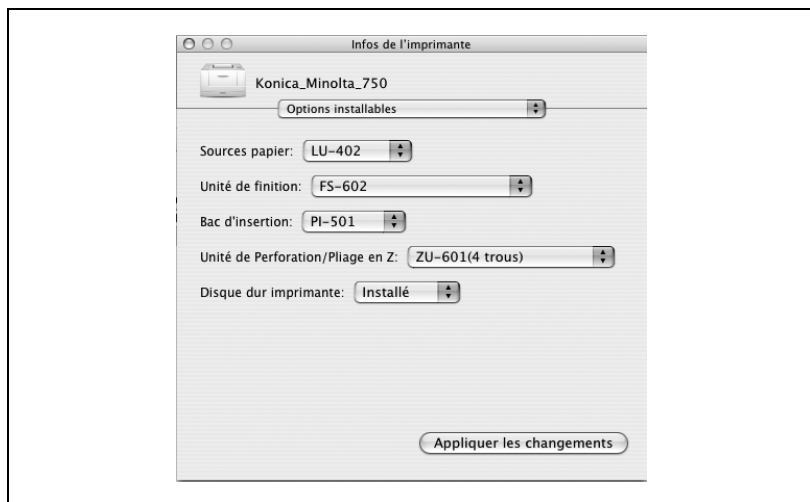 Infos de l'imprimante
Konica_Minolta_750
Options installables
Sources papier: LU-402
Unité de finition: FS-602
Bac d'insertion: PI-501
Unité de Perforation/Pliage en Z: ZU-601(4 trous)
Disque dur imprimante: Installé
Appliquer les changements